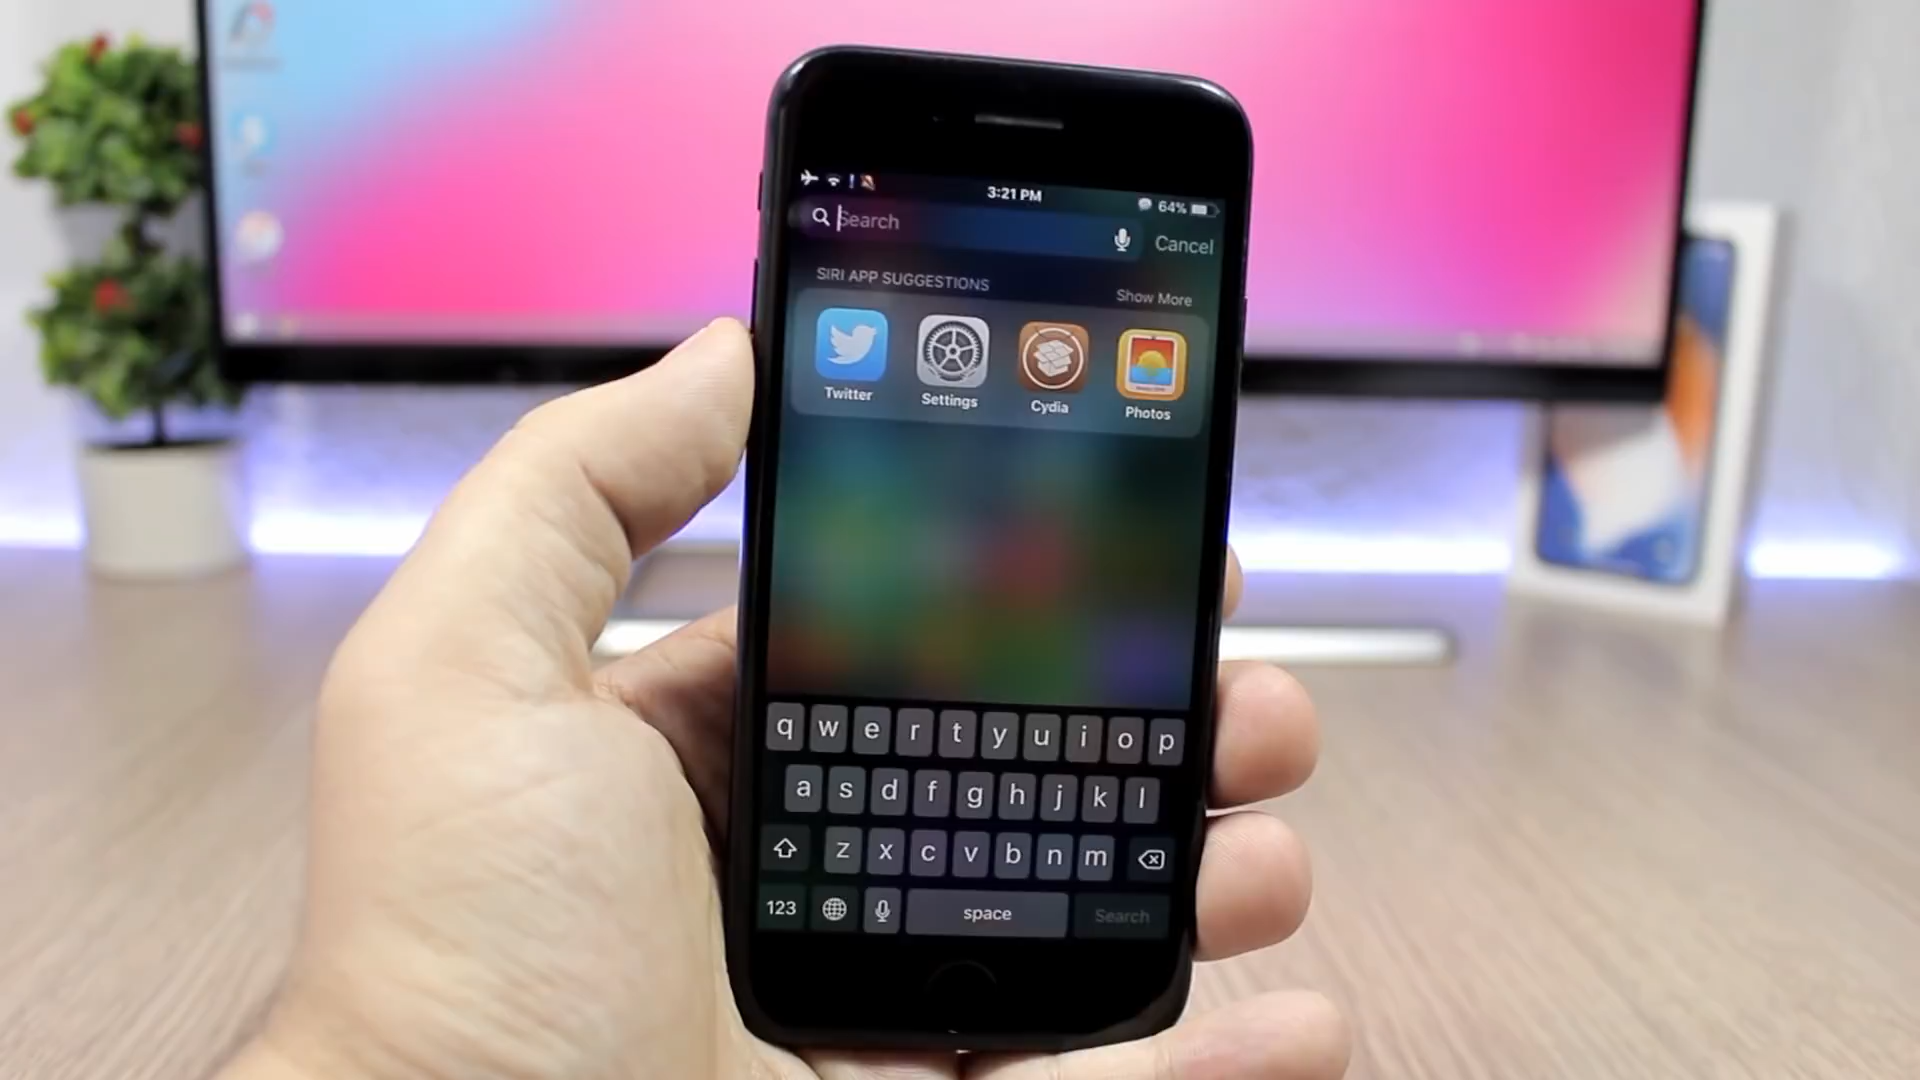 3:21 PM
64%
Search
Cancel
SIRI APP SUGGESTIONS
Show More
Twitter
Settings
Cydia
Photos
q w e r t y u i o p
a s d f g h j k l
z x c v b n m
123
space
Search